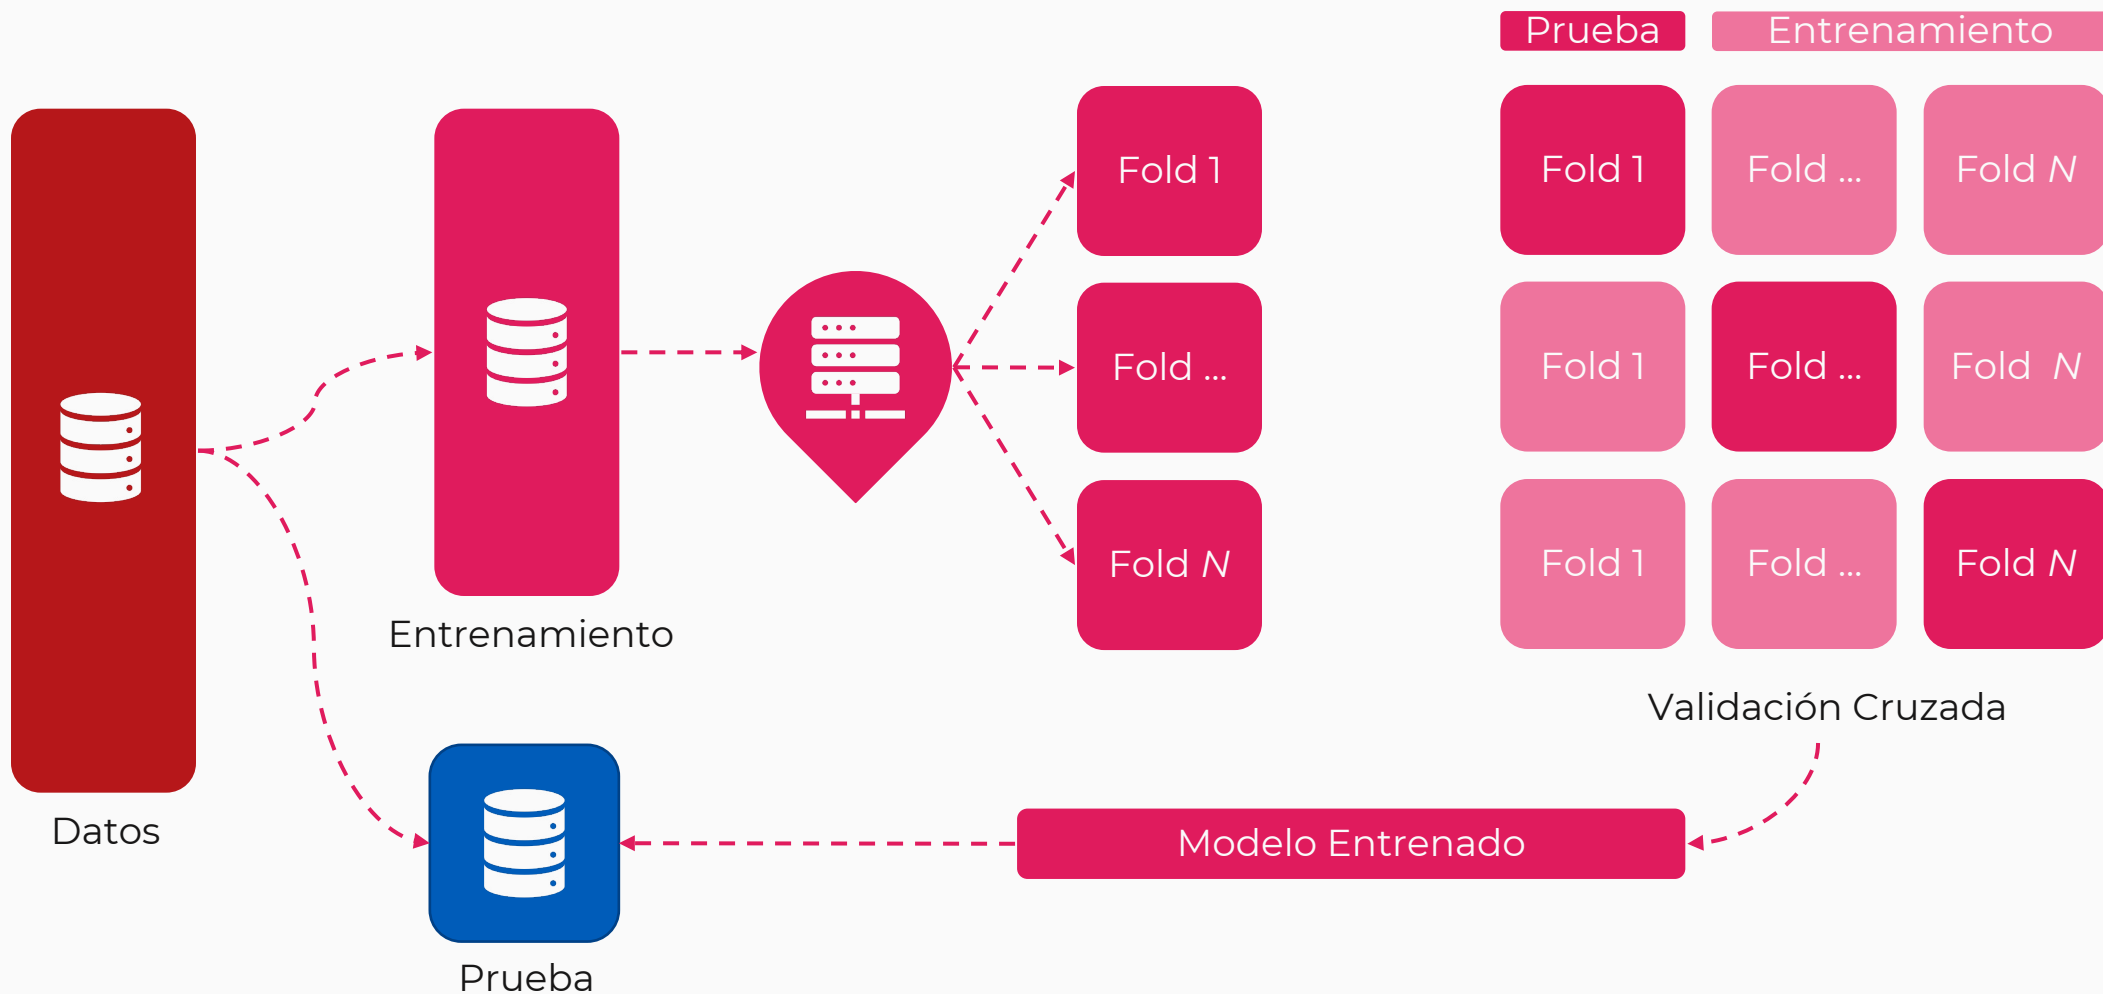 Prueba
Entrenamiento
Fold 1
Fold 1
Fold ...
Fold N
Fold ...
Fold 1
Fold ...
Fold N
Fold N
Fold 1
Fold ...
Fold N
Entrenamiento
Validación Cruzada
Datos
Modelo Entrenado
Prueba